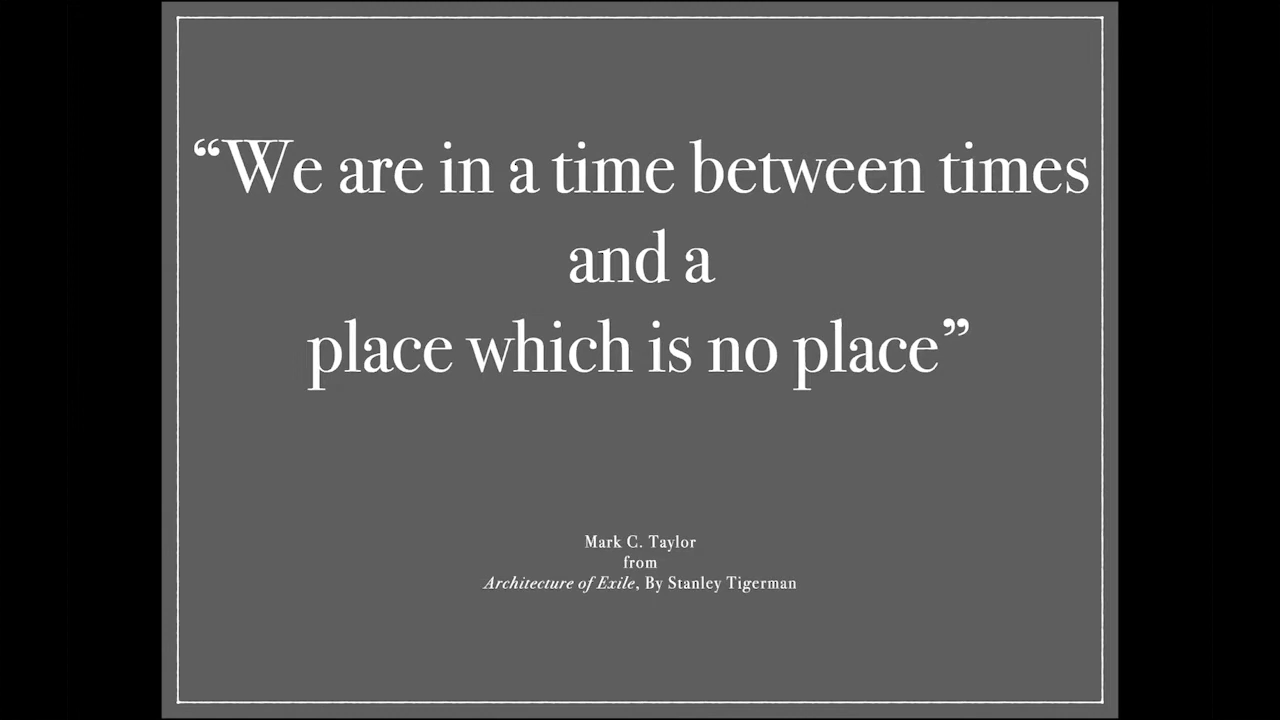 “We are in a time between times
and a
place which is no place”
Mark C. Taylor
from
Architecture of Exile, By Stanley Tigerman